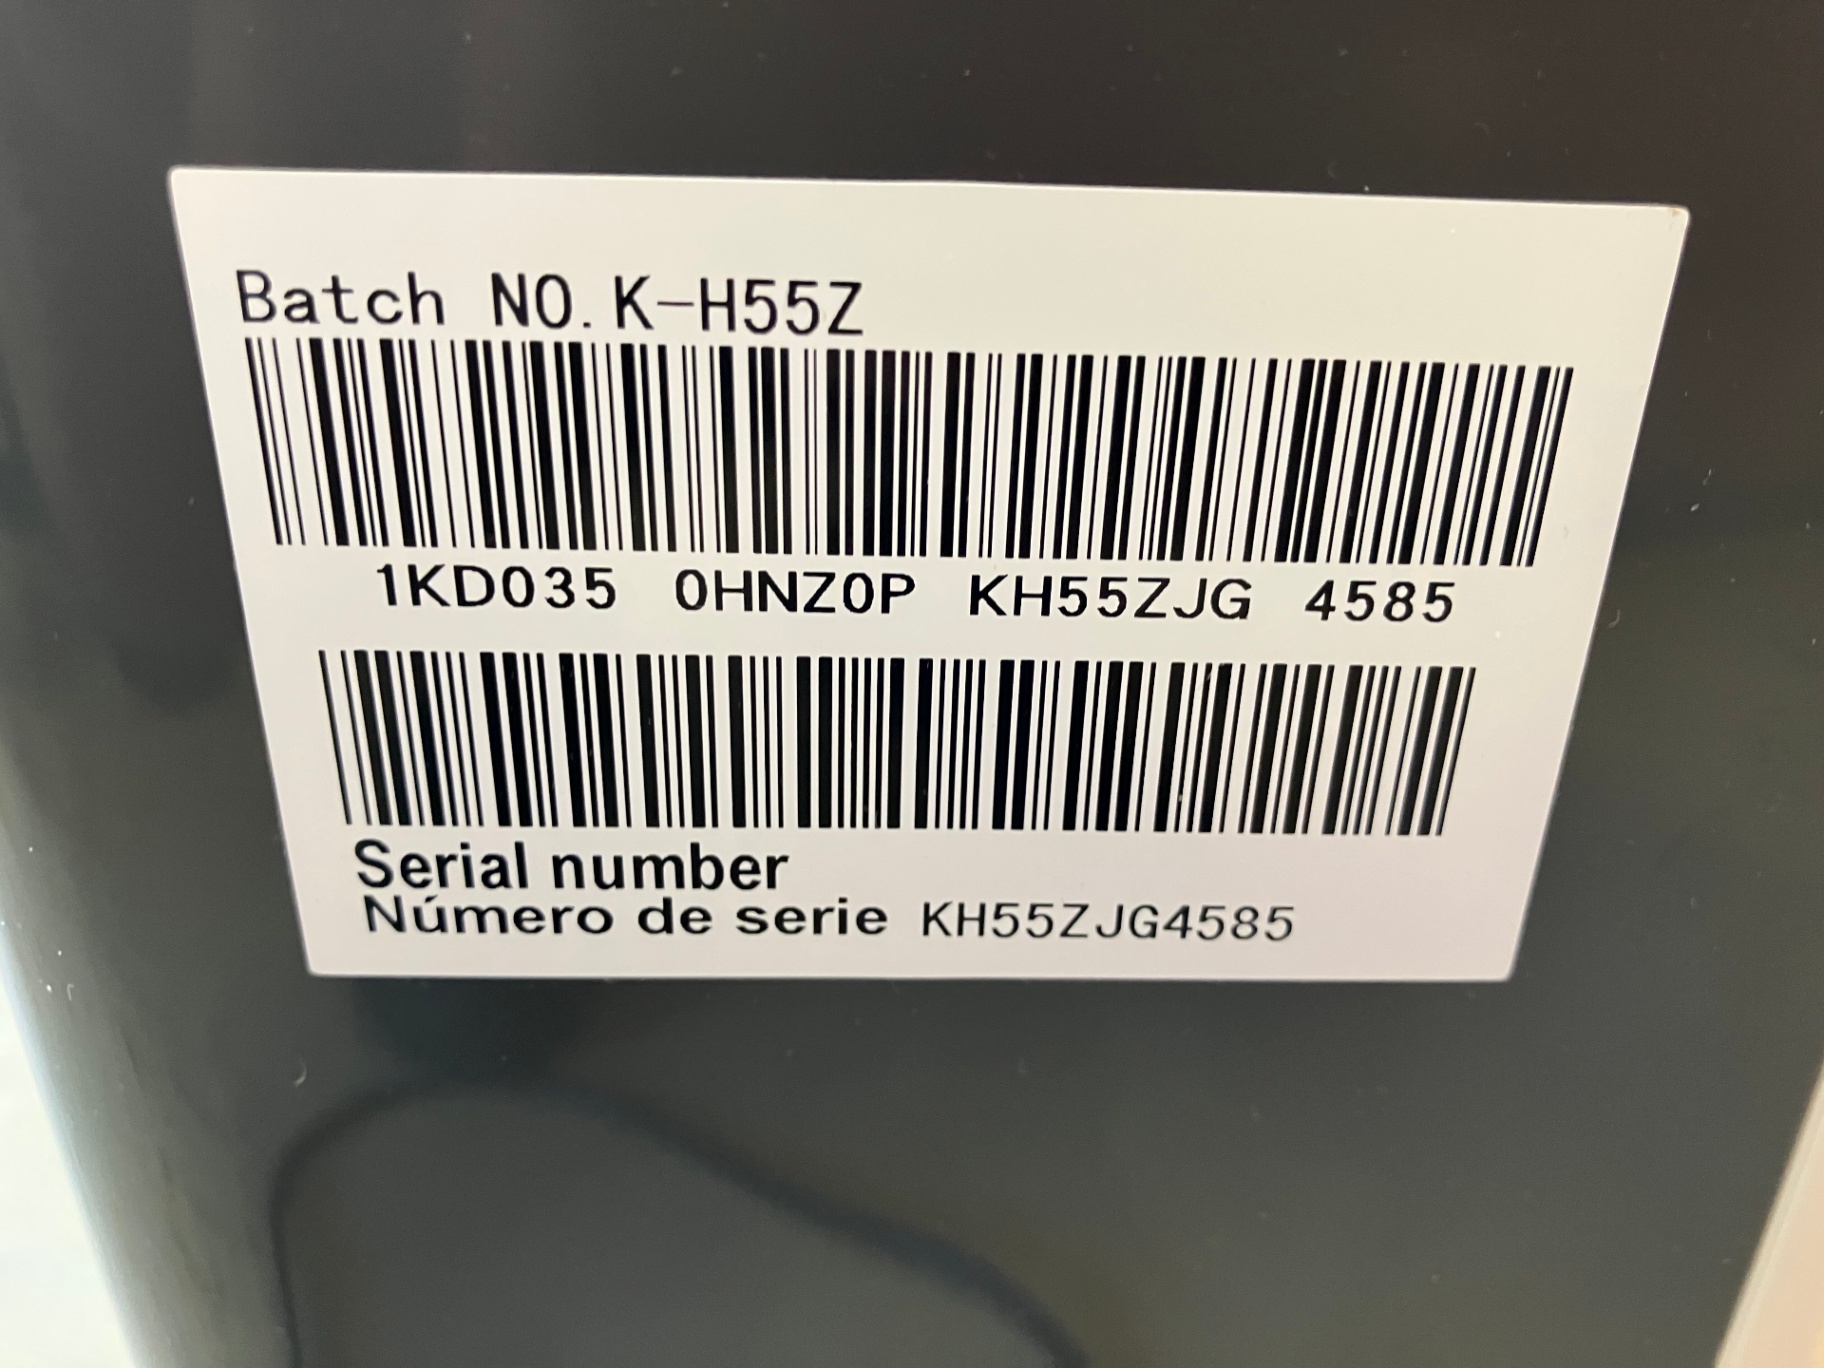 Batch NO.K-H55Z
1KD035 0HNZ0P KH55ZJG 4585
Serial number
Número de serie KH55ZJG4585